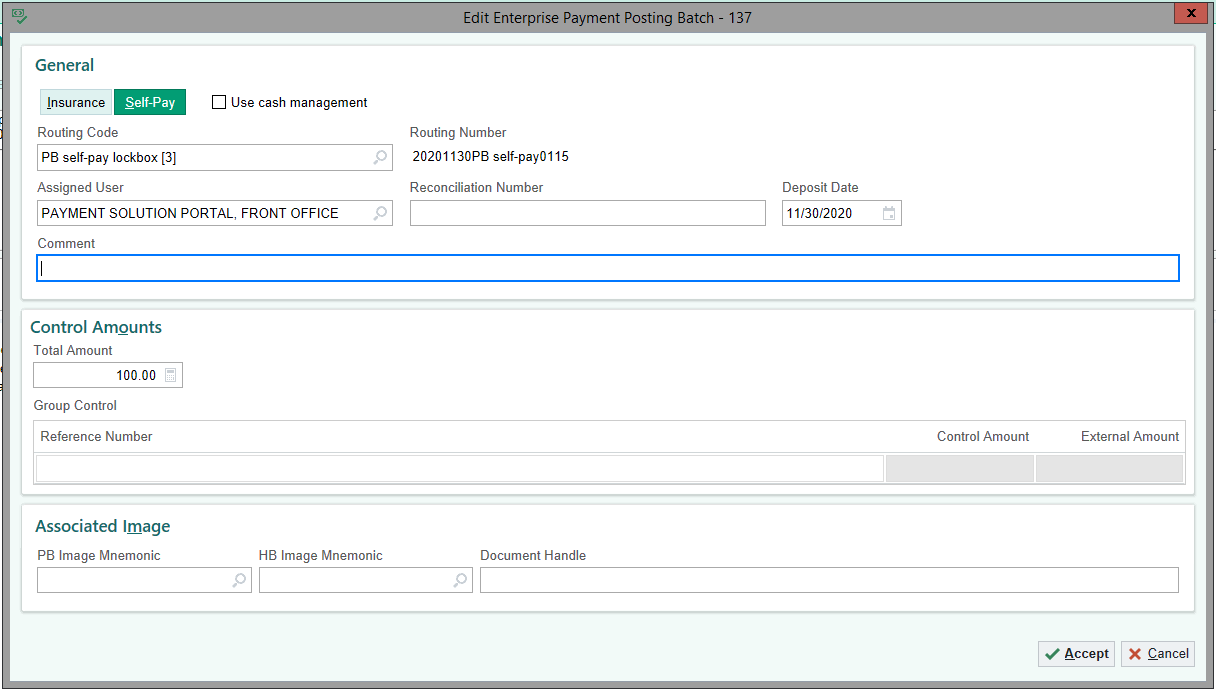 Edit Enterprise Payment Posting Batch - 137
x
General
Insurance Self-Pay Use cash management
Routing Code Routing Number
PB self-pay lockbox [3] 20201130PB self-pay0115
Assigned User Reconciliation Number Deposit Date
PAYMENT SOLUTION PORTAL, FRONT OFFICE 11/30/2020
Comment
Control Amounts
Total Amount
100.00
Group Control
Reference Number Control Amount External Amount
Associated Image
PB Image Mnemonic HB Image Mnemonic Document Handle
Accept Cancel